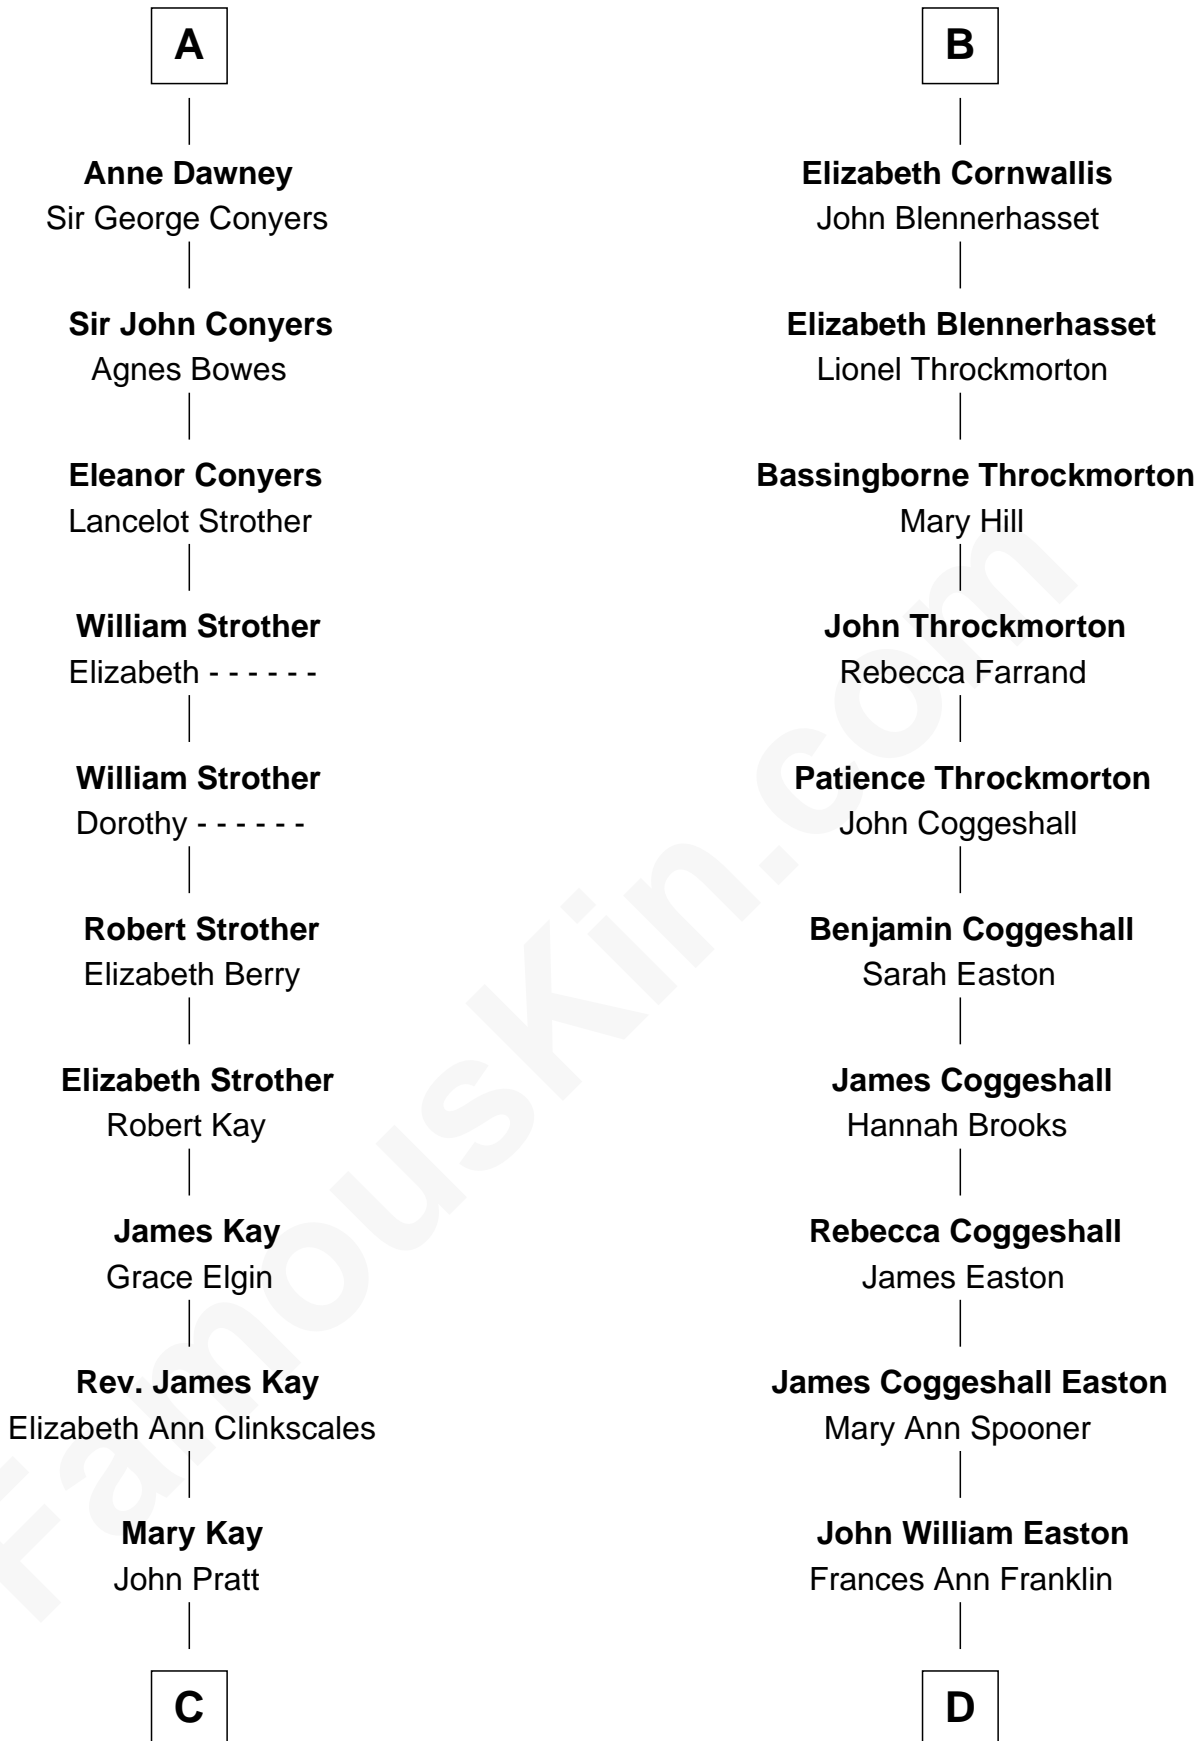 A
Anne Dawney
Sir George Conyers
Sir John Conyers
Agnes Bowes
Eleanor Conyers
Lancelot Strother
William Strother
Elizabeth - - - - - -
William Strother
Dorothy - - - - - -
Robert Strother
Elizabeth Berry
Elizabeth Strother
Robert Kay
James Kay
Grace Elgin
Rev. James Kay
Elizabeth Ann Clinkscales
Mary Kay
John Pratt
C
B
Elizabeth Cornwallis
John Blennerhasset
Elizabeth Blennerhasset
Lionel Throckmorton
Bassingborne Throckmorton
Mary Hill
John Throckmorton
Rebecca Farrand
Patience Throckmorton
John Coggeshall
Benjamin Coggeshall
Sarah Easton
James Coggeshall
Hannah Brooks
Rebecca Coggeshall
James Easton
James Coggeshall Easton
Mary Ann Spooner
John William Easton
Frances Ann Franklin
D
FamousKin.com